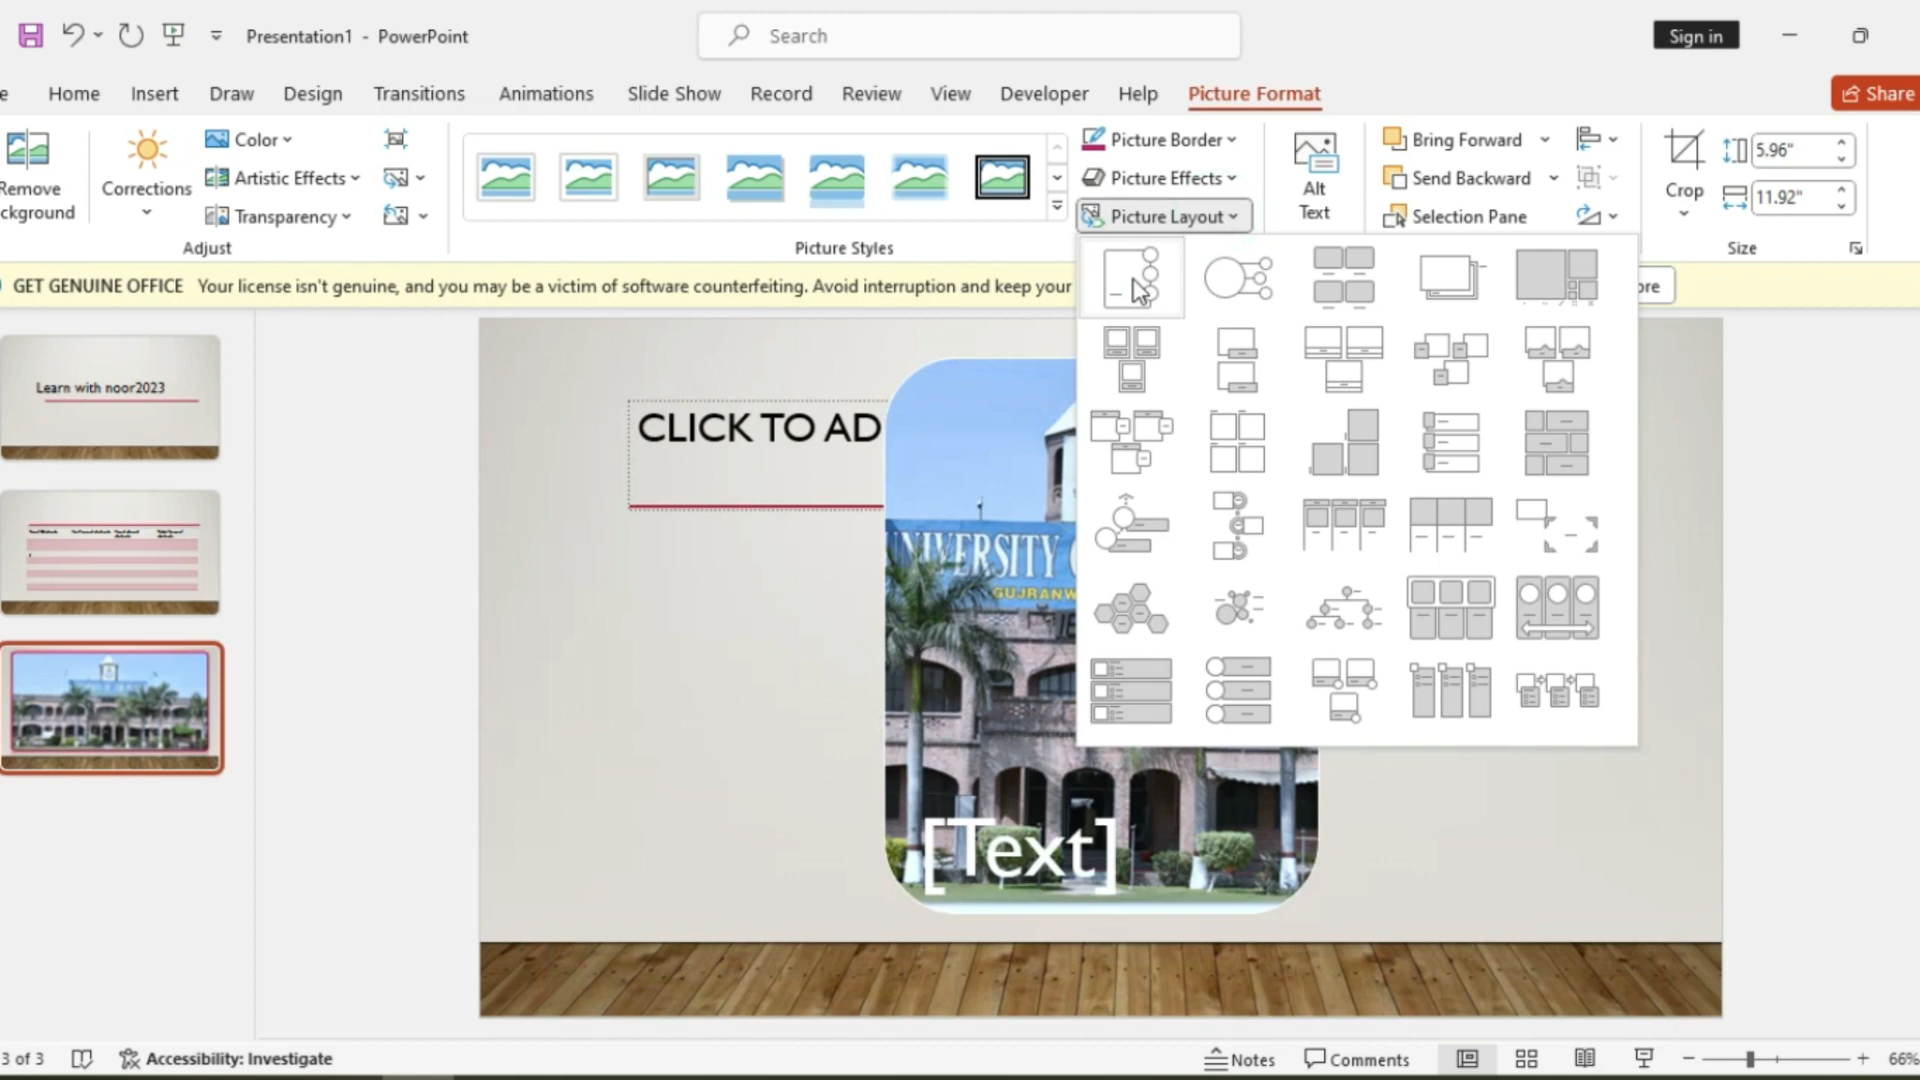 Presentation1 - PowerPoint
Search
Sign in
e
Home
Insert
Draw
Design
Transitions
Animations
Slide Show
Record
Review
View
Developer
Help
Picture Format
Share
Remove
ckground
Corrections
Color
Artistic Effects
Transparency
Adjust
Picture Styles
Picture Border
Picture Effects
Picture Layout
Alt
Text
Bring Forward
Send Backward
Selection Pane
Crop
5.96"
11.92"
Size
GET GENUINE OFFICE Your license isn't genuine, and you may be a victim of software counterfeiting. Avoid interruption and keep your
ore
Learn with noor2023
CLICK TO AD
UNIVERSITY
GUJRANW
[Text]
3 of 3
Accessibility: Investigate
Notes
Comments
66%